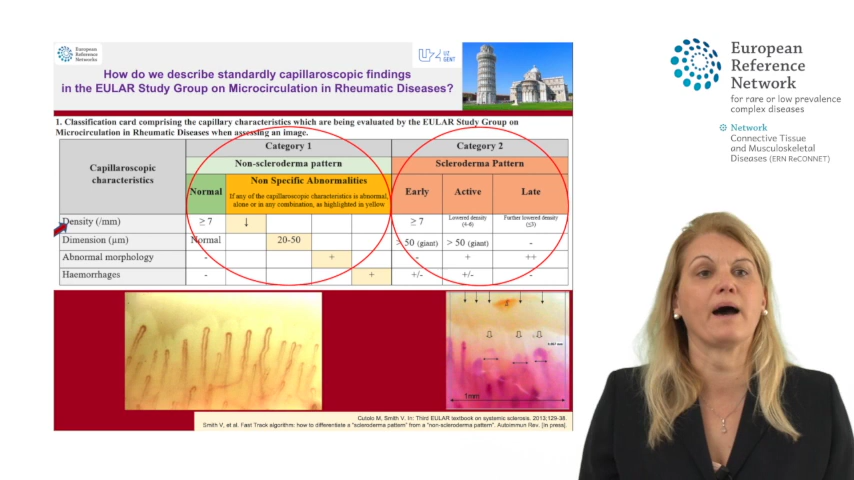 European
Reference
Networks
UZ
GENT
How do we describe standardly capillaroscopic findings
in the EULAR Study Group on Microcirculation in Rheumatic Diseases?
1. Classification card comprising the capillary characteristics which are being evaluated by the EULAR Study Group on
Microcirculation in Rheumatic Diseases when assessing an image.
Capillaroscopic
characteristics
Category 1
Category 2
Non-scleroderma pattern
Scleroderma Pattern
Normal
Non Specific Abnormalities
If any of the capillaroscopic characteristics is abnormal,
alone or in any combination, as highlighted in yellow
Early
Active
Late
Density (/mm)
≥ 7
↓
≥ 7
Lowered density
(4-6)
Further lowered density
(≤3)
Dimension (µm)
Normal
20-50
> 50 (giant)
> 50 (giant)
-
Abnormal morphology
-
+
-
+
++
Haemorrhages
-
+
+/-
+/-
-
1mm
Cutolo M, Smith V. In: Third EULAR textbook on systemic sclerosis. 2013;129-38.
Smith V, et al. Fast Track algorithm: how to differentiate a "scleroderma pattern" from a "non-scleroderma pattern". Autoimmun Rev. [In press]
European
Reference
Network
for rare or low prevalence
complex diseases
Network
Connective Tissue
and Musculoskeletal
Diseases (ERN ReCONNET)